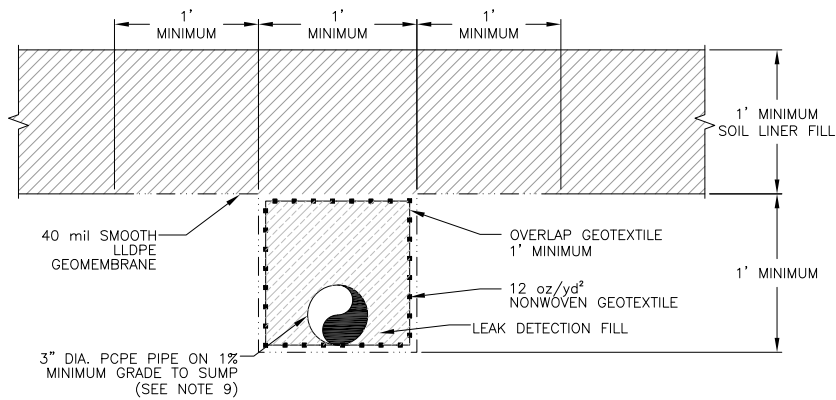 1'
MINIMUM
1'
MINIMUM
1'
MINIMUM
1' MINIMUM
SOIL LINER FILL
40 mil SMOOTH
LLDPE
GEOMEMBRANE
OVERLAP GEOTEXTILE
1' MINIMUM
1' MINIMUM
12 oz/yd²
NONWOVEN GEOTEXTILE
LEAK DETECTION FILL
3" DIA. PCPE PIPE ON 1%
MINIMUM GRADE TO SUMP
(SEE NOTE 9)